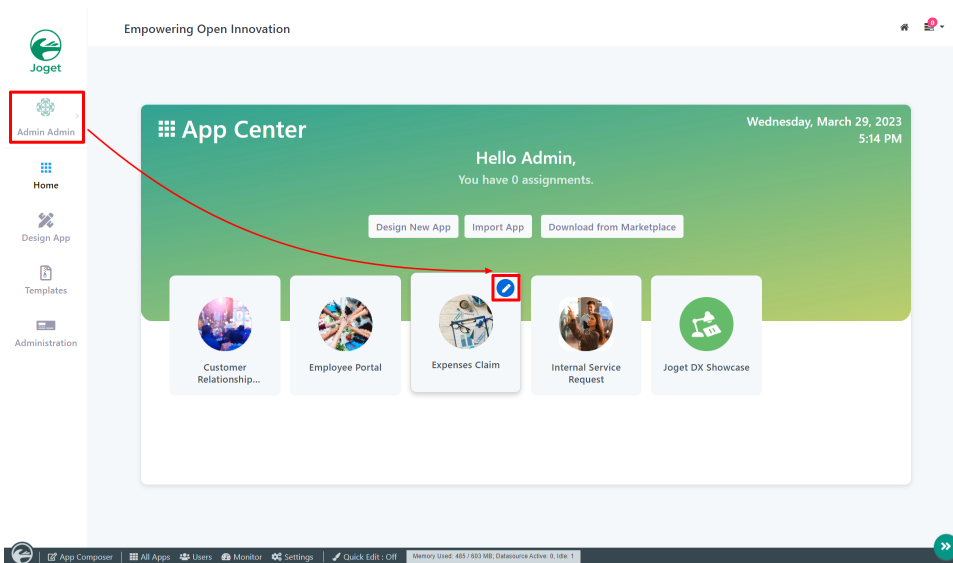 Empowering Open Innovation
0
Joget
Admin Admin
Home
Design App
Templates
Administration
App Center
Wednesday, March 29, 2023
5:14 PM
Hello Admin,
You have 0 assignments.
Design New App
Import App
Download from Marketplace
Customer
Relationship...
Employee Portal
Expenses Claim
Internal Service
Request
Joget DX Showcase
App Composer
All Apps
Users
Monitor
Settings
Quick Edit : Off
Memory Used: 485 / 603 MB; Datasource Active: 0, Idle: 1